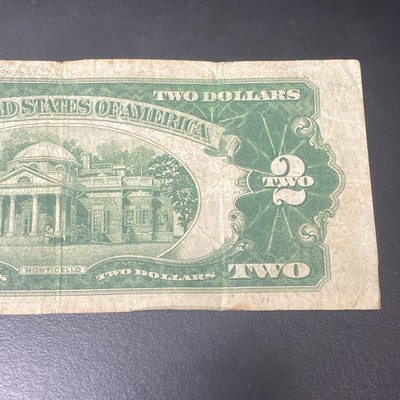 TWO DOLLARS
D STATES OF AMERICA
2
TWO
MONTICELLO
TWO DOLLARS
TWO